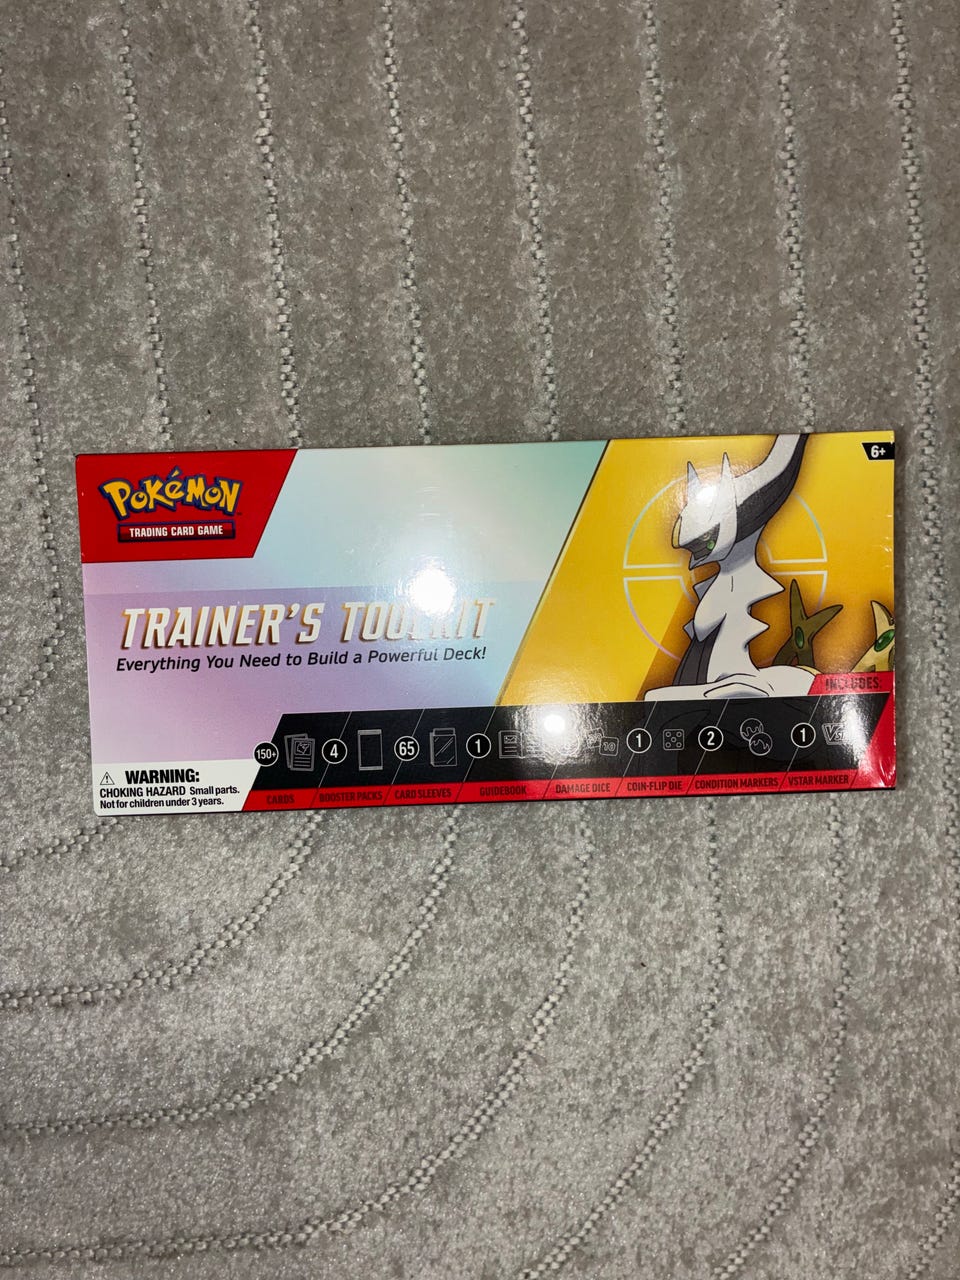 POKéMON
TRADING CARD GAME
6+
TRAINER'S TOOLKIT
Everything You Need to Build a Powerful Deck!
INCLUDES:
150+ 4 65 1 10 1 2 1
CARDS BOOSTER PACKS CARD SLEEVES GUIDEBOOK DAMAGE DICE COIN-FLIP DIE CONDITION MARKERS VSTAR MARKER
WARNING:
CHOKING HAZARD Small parts.
Not for children under 3 years.